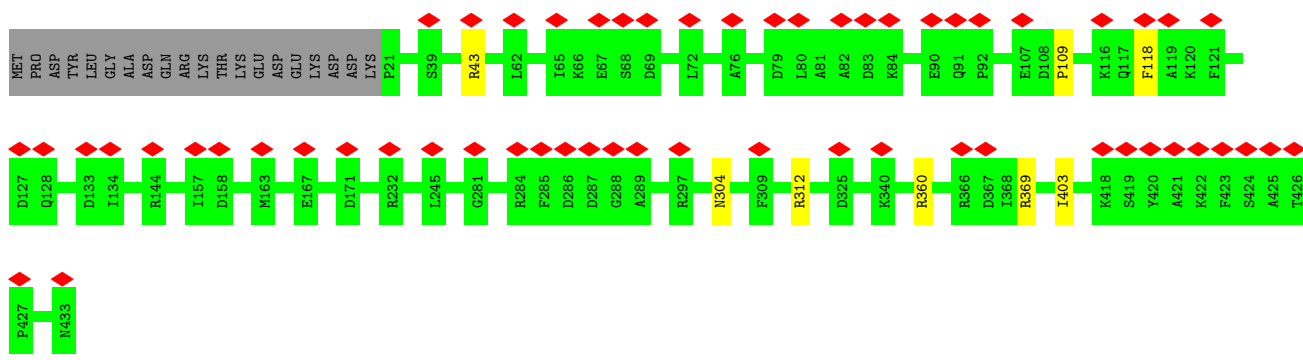 MET PRO ASP TYR LEU GLY ALA ASP GLN ARG LYS THR LYS GLU ASP GLU LYS ASP ASP LYS P21 S39 R43 L62 I65 K66 E67 S68 D69 L72 A76 D79 L80 A81 A82 D83 K84 E90 Q91 P92 E107 D108 P109 K116 Q117 F118 A119 K120 F121
D127 Q128 D133 I134 R144 I157 D158 M163 E167 D171 R232 L245 G281 R284 F285 D286 D287 G288 A289 R297 N304 F309 R312 D325 K340 R360 R366 D367 I368 R369 I403 K418 S419 Y420 A421 K422 F423 S424 A425 T426
P427 N433